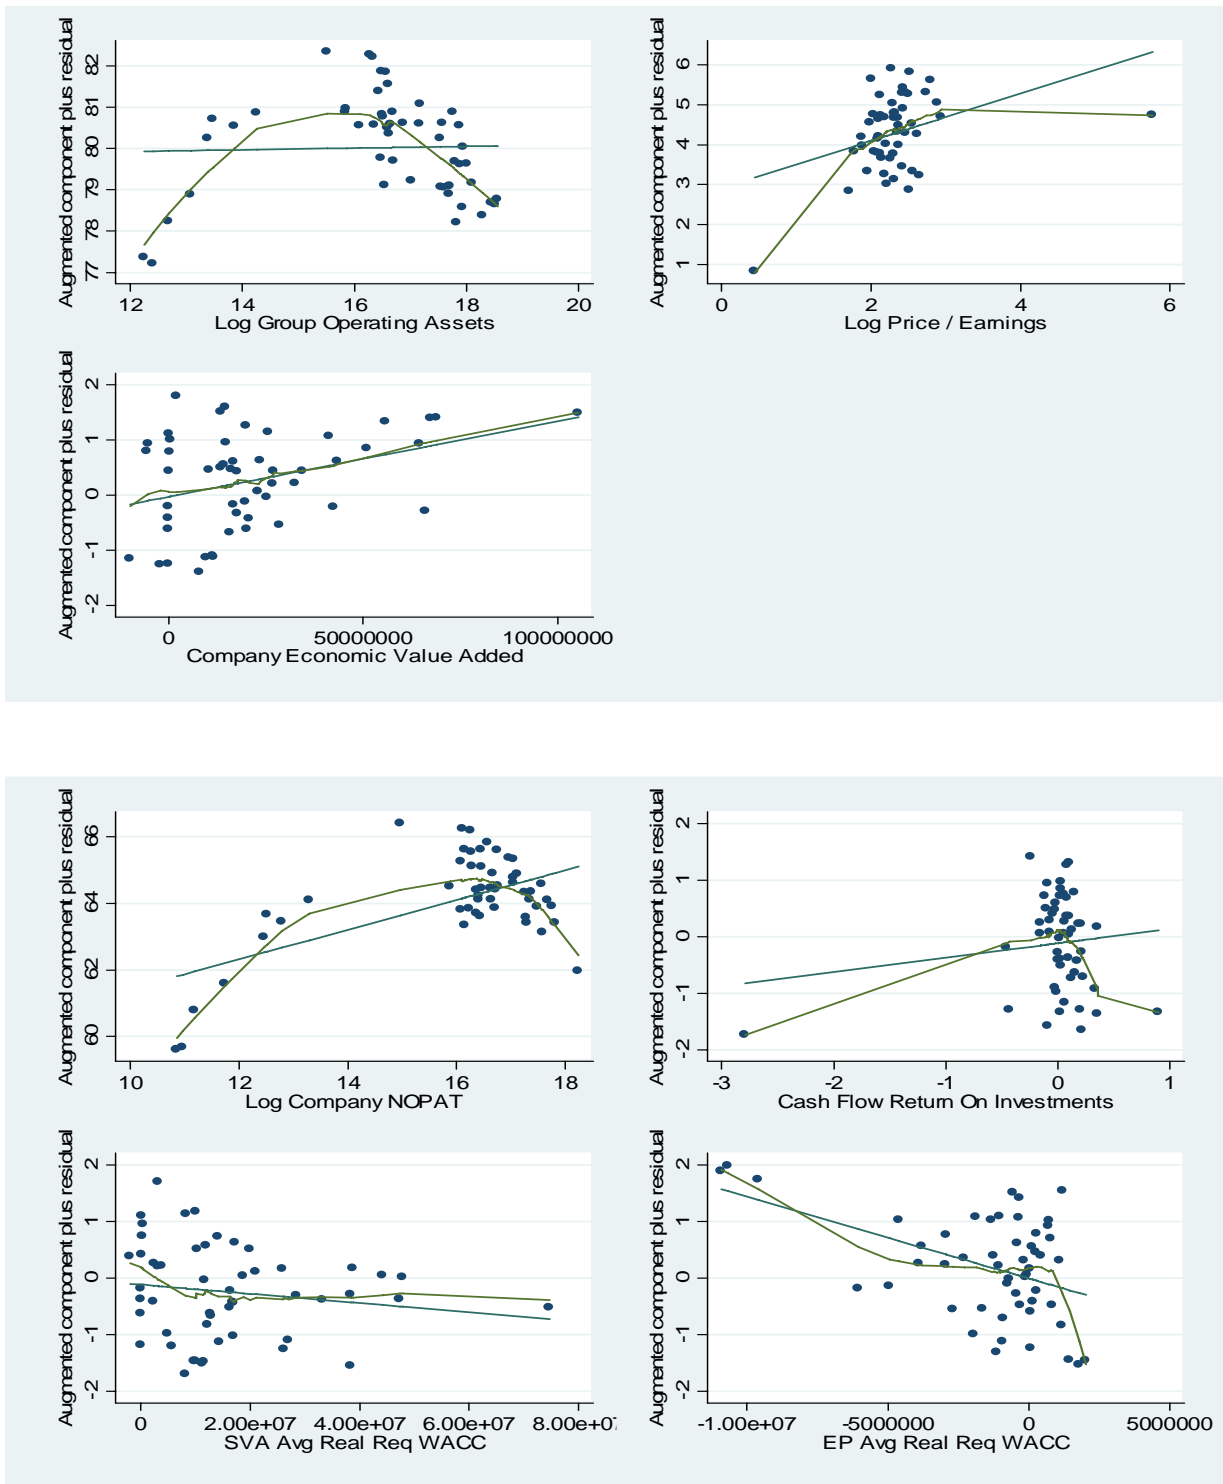 Augmented component plus residual
77 78 79 80 81 82
12 14 16 18 20
Log Group Operating Assets
Augmented component plus residual
1 2 3 4 5 6
0 2 4 6
Log Price / Earnings
Augmented component plus residual
-2 -1 0 1 2
0 50000000 100000000
Company Economic Value Added
Augmented component plus residual
60 62 64 66
10 12 14 16 18
Log Company NOPAT
Augmented component plus residual
-2 -1 0 1 2
-3 -2 -1 0 1
Cash Flow Return On Investments
Augmented component plus residual
-2 -1 0 1 2
0 2.00e+07 4.00e+07 6.00e+07 8.00e+0
SVA Avg Real Req WACC
Augmented component plus residual
-2 -1 0 1 2
-1.00e+07 -5000000 0 5000000
EP Avg Real Req WACC